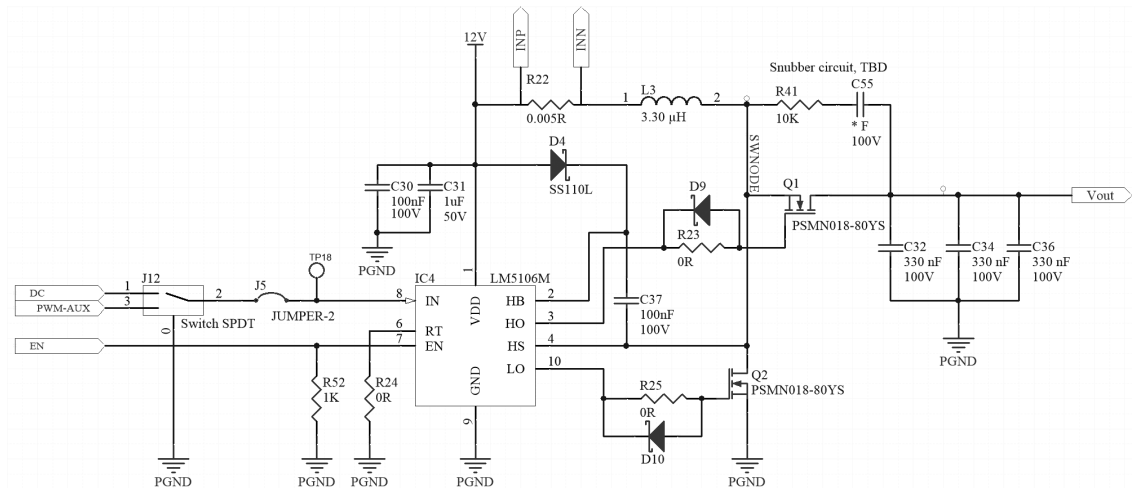 12V
INP
INN
R22
0.005R
L3
1
2
3.30 µH
Snubber circuit, TBD
R41
10K
C55
* F
100V
SWNODE
D4
SS110L
C30
100nF
100V
C31
1uF
50V
PGND
D9
R23
0R
Q1
PSMN018-80YS
Vout
C32
330 nF
100V
C34
330 nF
100V
C36
330 nF
100V
PGND
TP18
J12
DC
1
PWM-AUX
3
2
0
Switch SPDT
J5
JUMPER-2
EN
IC4
LM5106M
1
VDD
8
IN
6
RT
7
EN
GND
9
HB
2
HO
3
HS
4
LO
10
C37
100nF
100V
R52
1K
R24
0R
R25
0R
D10
Q2
PSMN018-80YS
PGND
PGND
PGND
PGND
PGND